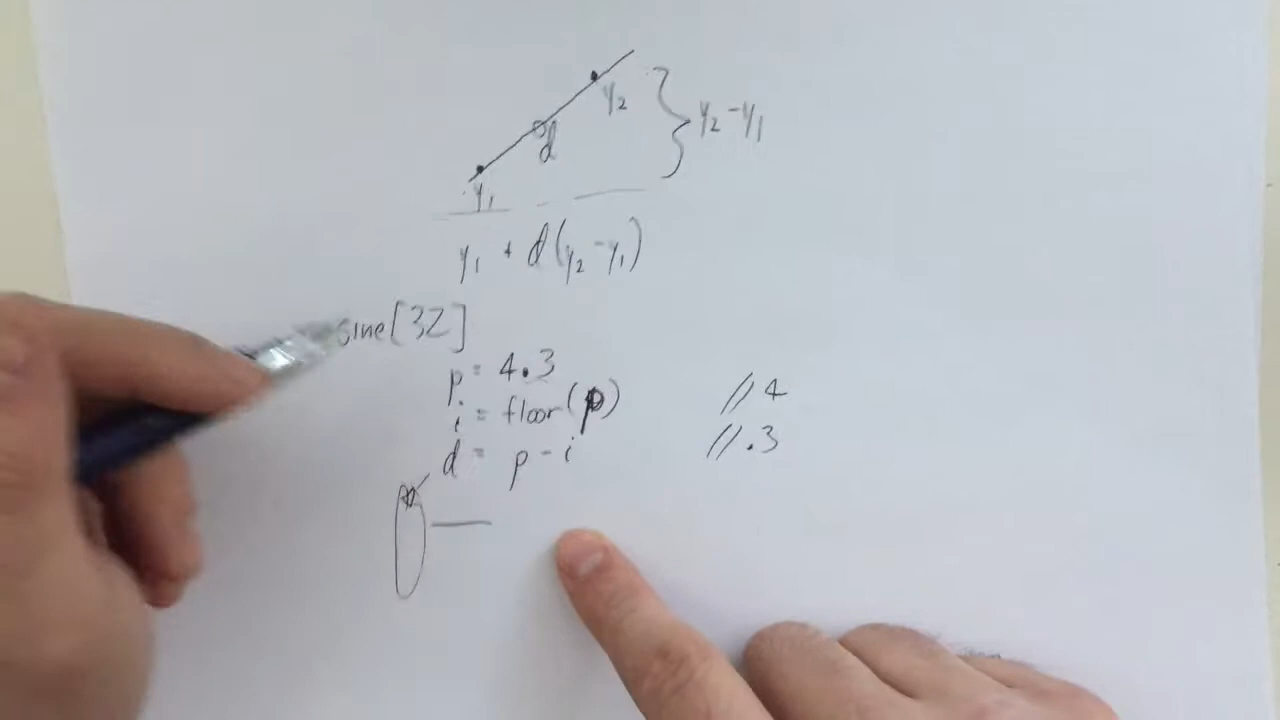 y2
y2 - y1
d
y1
y1 + d(y2 - y1)
sine[32]
p = 4.3
i = floor(p) //4
d = p - i //.3